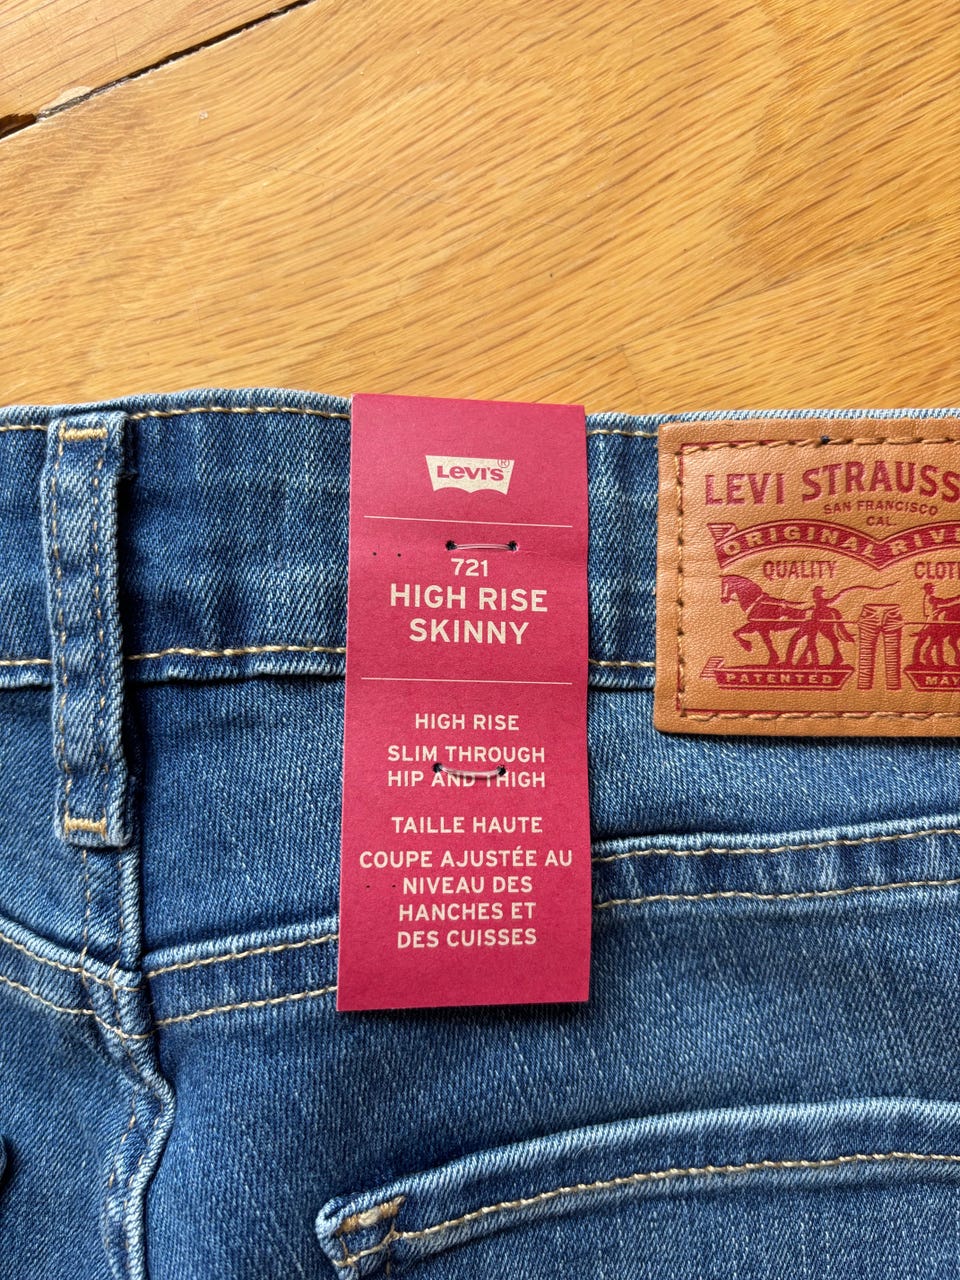 LEVI'S®
721
HIGH RISE
SKINNY
HIGH RISE
SLIM THROUGH
HIP AND THIGH
TAILLE HAUTE
COUPE AJUSTÉE AU
NIVEAU DES
HANCHES ET
DES CUISSES
LEVI STRAUSS
SAN FRANCISCO
CAL.
ORIGINAL
QUALITY
PATENTED
MAY